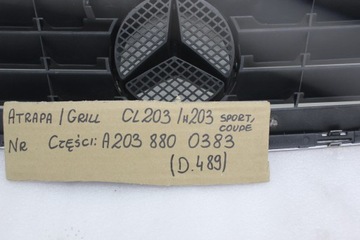 ATRAPA / GRILL CL203 / W203 SPORT, COUPE
NR CZĘŚCI: A203 880 0383
(D.489)